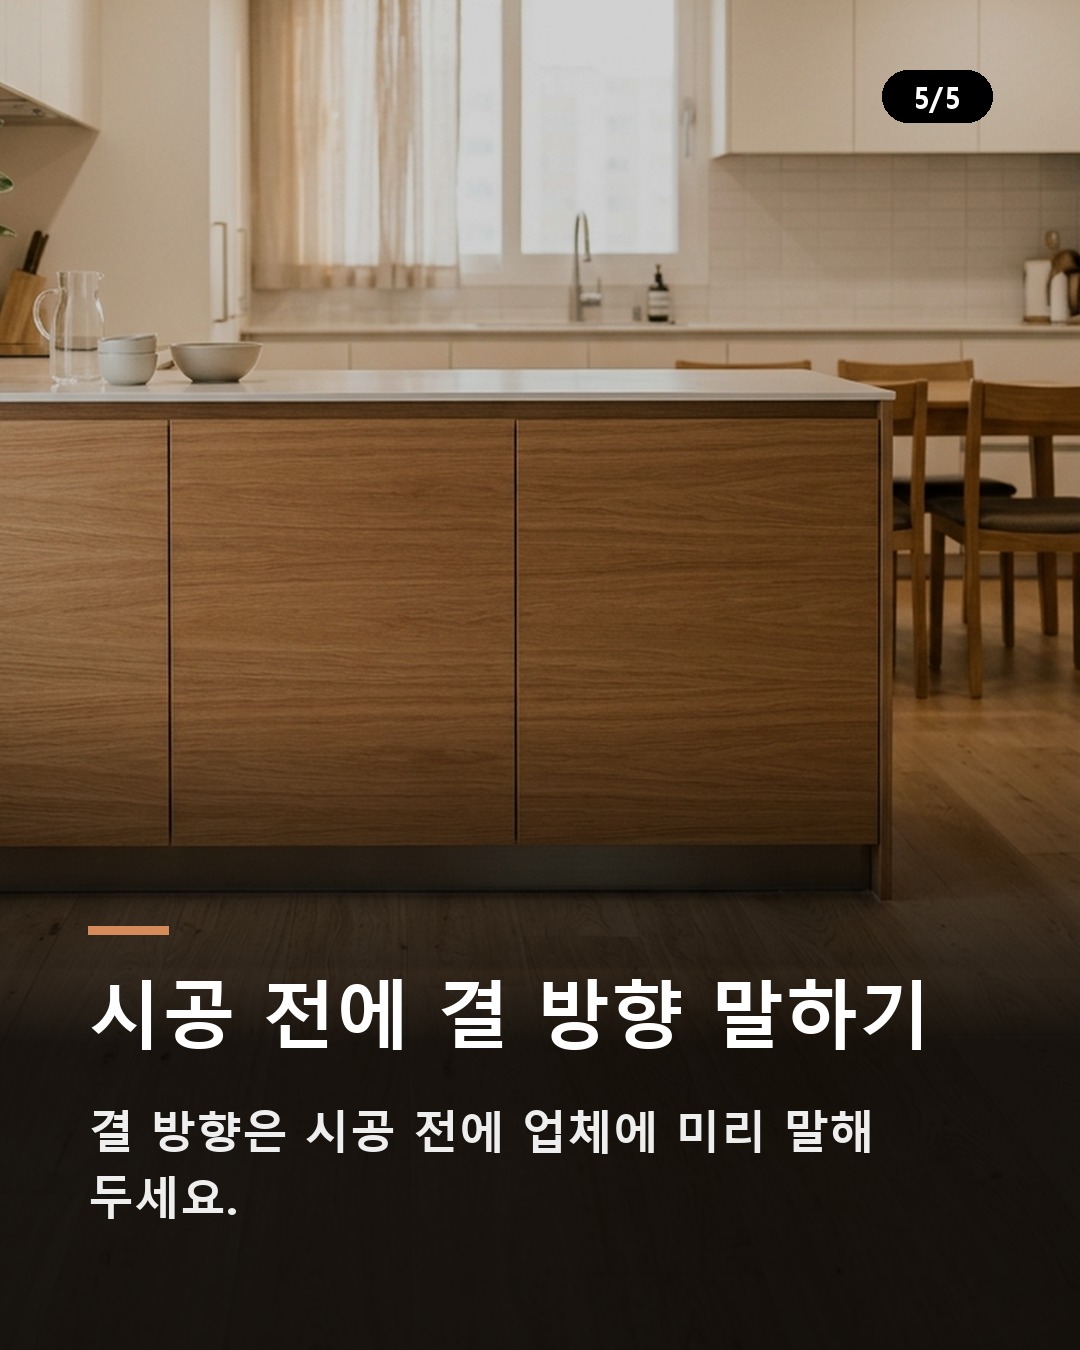 5/5
시공 전에 결 방향 말하기
결 방향은 시공 전에 업체에 미리 말해
두세요.